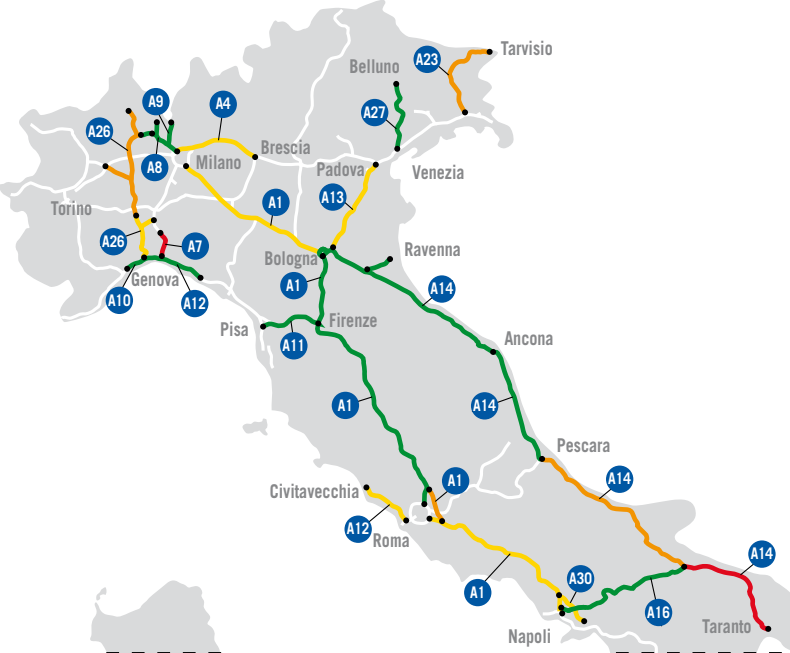 Tarvisio
A23
Belluno
A9
A4
A27
A26
Brescia
A8
Milano
Padova
Venezia
A13
Torino
A1
A26
A7
Ravenna
Bologna
Genova
A1
A14
A10
A12
Pisa
Firenze
A11
Ancona
A1
A14
Pescara
A14
A1
Civitavecchia
A12
Roma
A14
A30
A1
A16
Taranto
Napoli